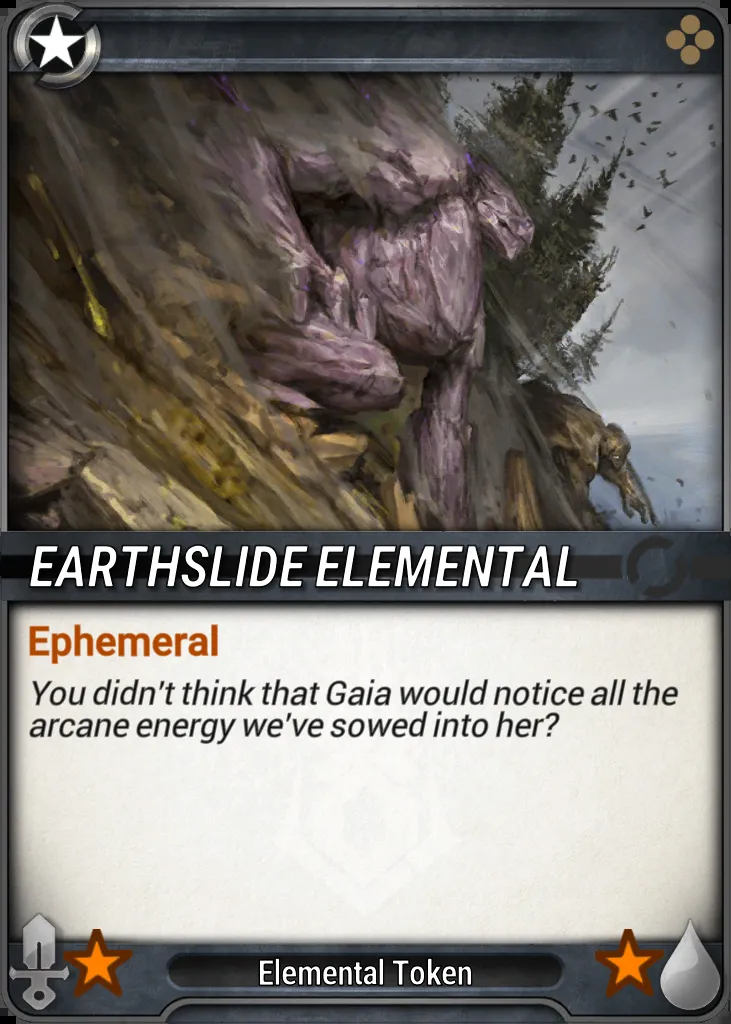 EARTHSLIDE ELEMENTAL
Ephemeral
You didn't think that Gaia would notice all the
arcane energy we've sowed into her?
Elemental Token